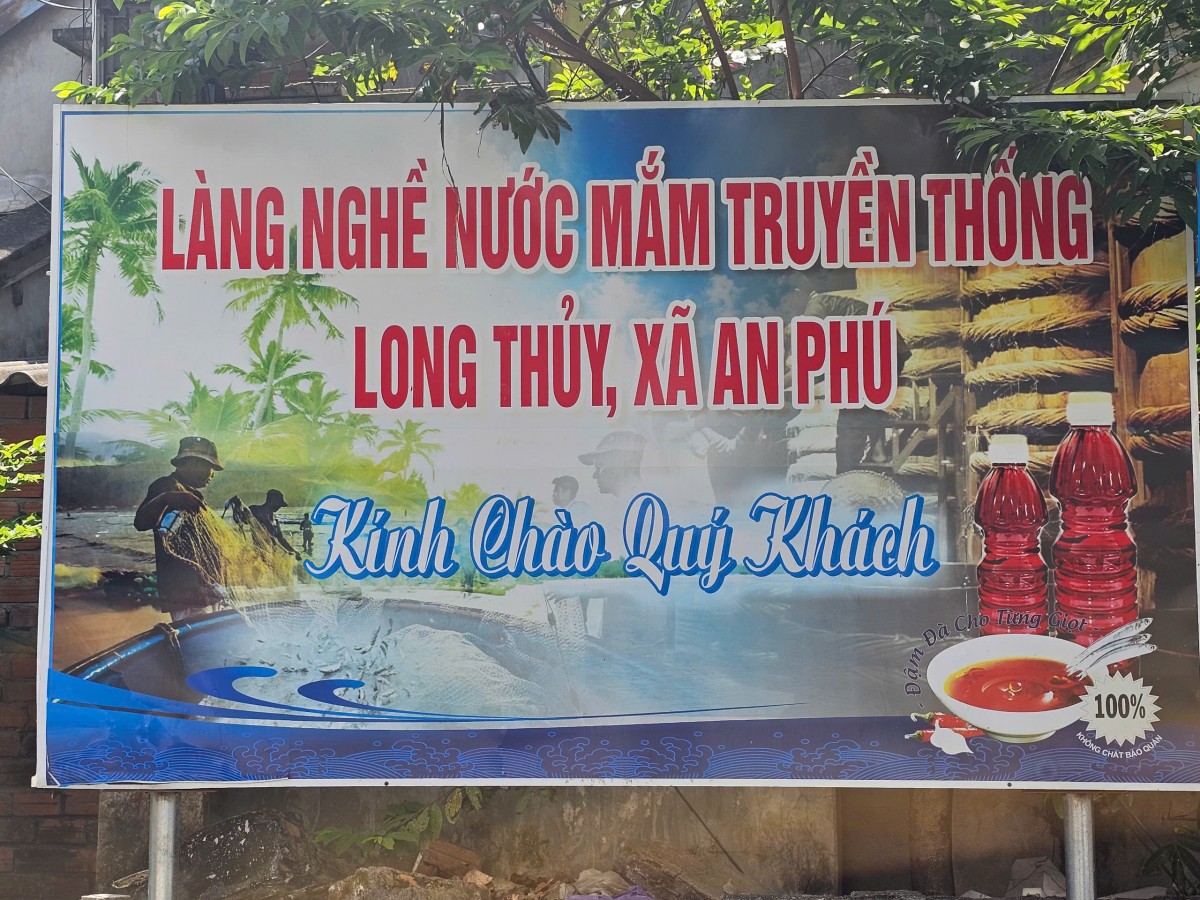 LÀNG NGHỀ NƯỚC MẮM TRUYỀN THỐNG
LONG THỦY, XÃ AN PHÚ
Kính Chào Quý Khách
- Đậm Đà Cho Từng Giọt
100%
KHÔNG CHẤT BẢO QUẢN